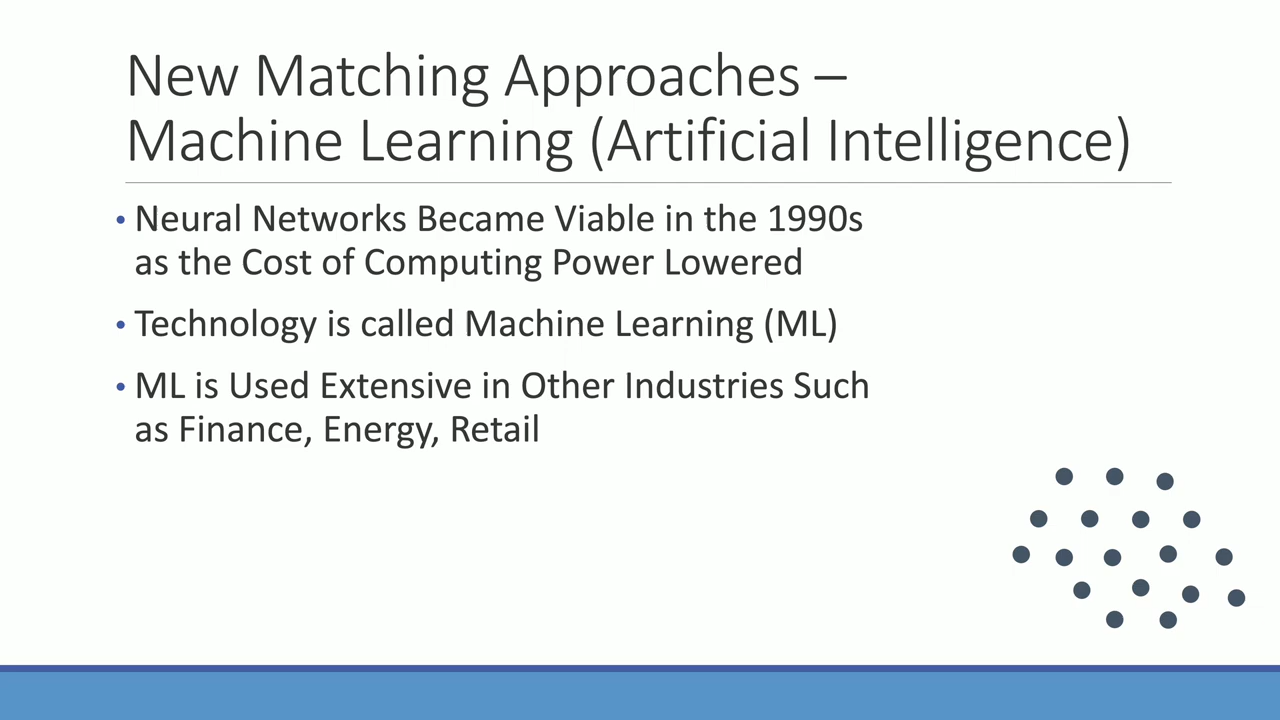 New Matching Approaches –
Machine Learning (Artificial Intelligence)
• Neural Networks Became Viable in the 1990s
as the Cost of Computing Power Lowered
• Technology is called Machine Learning (ML)
• ML is Used Extensive in Other Industries Such
as Finance, Energy, Retail